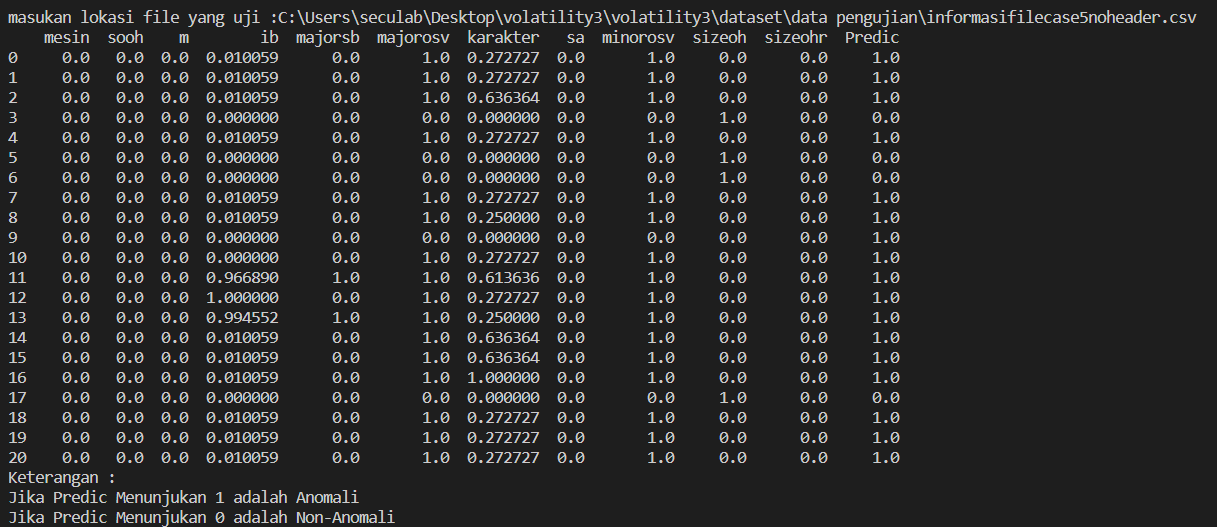 masukan lokasi file yang uji :C:\Users\seculab\Desktop\volatility3\volatility3\dataset\data pengujian\informasifilecase5noheader.csv
mesin sooh m ib majorsb majorosv karakter sa minorosv sizeoh sizeohr Predic
0 0.0 0.0 0.0 0.010059 0.0 1.0 0.272727 0.0 1.0 0.0 0.0 1.0
1 0.0 0.0 0.0 0.010059 0.0 1.0 0.272727 0.0 1.0 0.0 0.0 1.0
2 0.0 0.0 0.0 0.010059 0.0 1.0 0.636364 0.0 1.0 0.0 0.0 1.0
3 0.0 0.0 0.0 0.000000 0.0 0.0 0.000000 0.0 0.0 1.0 0.0 0.0
4 0.0 0.0 0.0 0.010059 0.0 1.0 0.272727 0.0 1.0 0.0 0.0 1.0
5 0.0 0.0 0.0 0.000000 0.0 0.0 0.000000 0.0 0.0 1.0 0.0 0.0
6 0.0 0.0 0.0 0.000000 0.0 0.0 0.000000 0.0 0.0 1.0 0.0 0.0
7 0.0 0.0 0.0 0.010059 0.0 1.0 0.272727 0.0 1.0 0.0 0.0 1.0
8 0.0 0.0 0.0 0.010059 0.0 1.0 0.250000 0.0 1.0 0.0 0.0 1.0
9 0.0 0.0 0.0 0.000000 0.0 0.0 0.000000 0.0 0.0 0.0 0.0 1.0
10 0.0 0.0 0.0 0.000000 0.0 1.0 0.272727 0.0 1.0 0.0 0.0 1.0
11 0.0 0.0 0.0 0.966890 1.0 1.0 0.613636 0.0 1.0 0.0 0.0 1.0
12 0.0 0.0 0.0 1.000000 0.0 1.0 0.272727 0.0 1.0 0.0 0.0 1.0
13 0.0 0.0 0.0 0.994552 1.0 1.0 0.250000 0.0 1.0 0.0 0.0 1.0
14 0.0 0.0 0.0 0.010059 0.0 1.0 0.636364 0.0 1.0 0.0 0.0 1.0
15 0.0 0.0 0.0 0.010059 0.0 1.0 0.636364 0.0 1.0 0.0 0.0 1.0
16 0.0 0.0 0.0 0.010059 0.0 1.0 1.000000 0.0 1.0 0.0 0.0 1.0
17 0.0 0.0 0.0 0.000000 0.0 0.0 0.000000 0.0 0.0 1.0 0.0 0.0
18 0.0 0.0 0.0 0.010059 0.0 1.0 0.272727 0.0 1.0 0.0 0.0 1.0
19 0.0 0.0 0.0 0.010059 0.0 1.0 0.272727 0.0 1.0 0.0 0.0 1.0
20 0.0 0.0 0.0 0.010059 0.0 1.0 0.272727 0.0 1.0 0.0 0.0 1.0
Keterangan :
Jika Predic Menunjukan 1 adalah Anomali
Jika Predic Menunjukan 0 adalah Non-Anomali